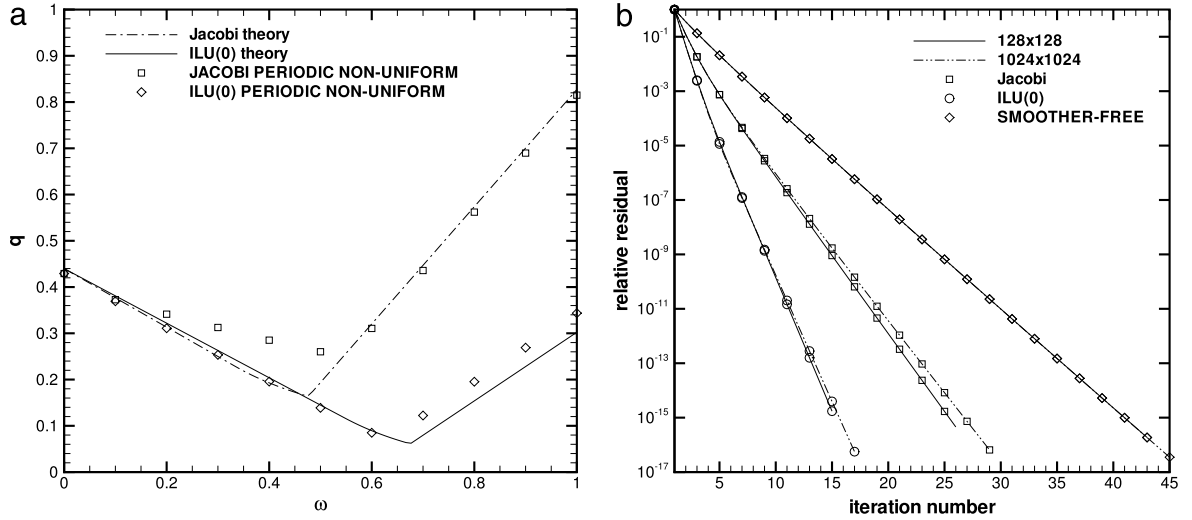 a
1
0.9
0.8
0.7
0.6
0.5
0.4
0.3
0.2
0.1
0
q
Jacobi theory
ILU(0) theory
JACOBI PERIODIC NON-UNIFORM
ILU(0) PERIODIC NON-UNIFORM
0 0.2 0.4 0.6 0.8 1
ω
b
10^-1
10^-3
10^-5
10^-7
10^-9
10^-11
10^-13
10^-15
10^-17
relative residual
128x128
1024x1024
Jacobi
ILU(0)
SMOOTHER-FREE
5 10 15 20 25 30 35 40 45
iteration number